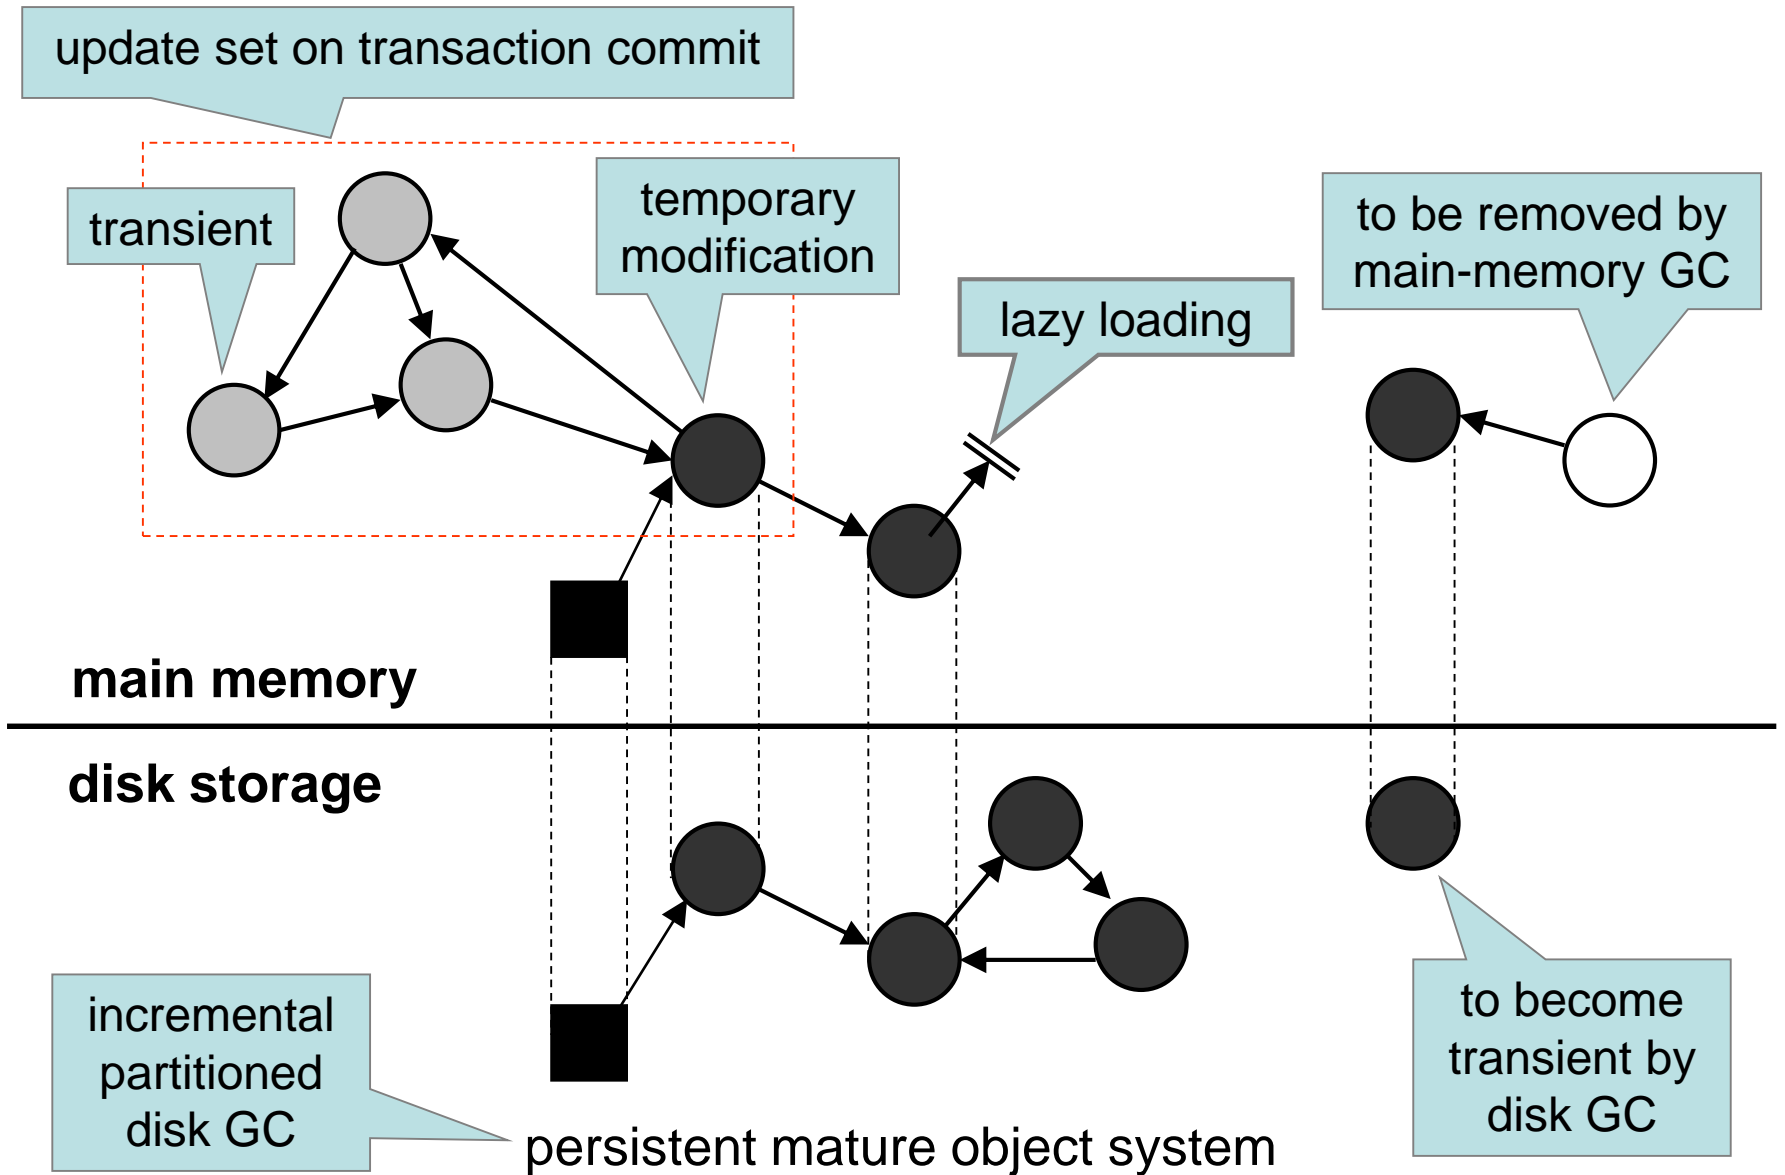 update set on transaction commit
transient
temporary
modification
lazy loading
to be removed by
main-memory GC
main memory
disk storage
incremental
partitioned
disk GC
persistent mature object system
to become
transient by
disk GC